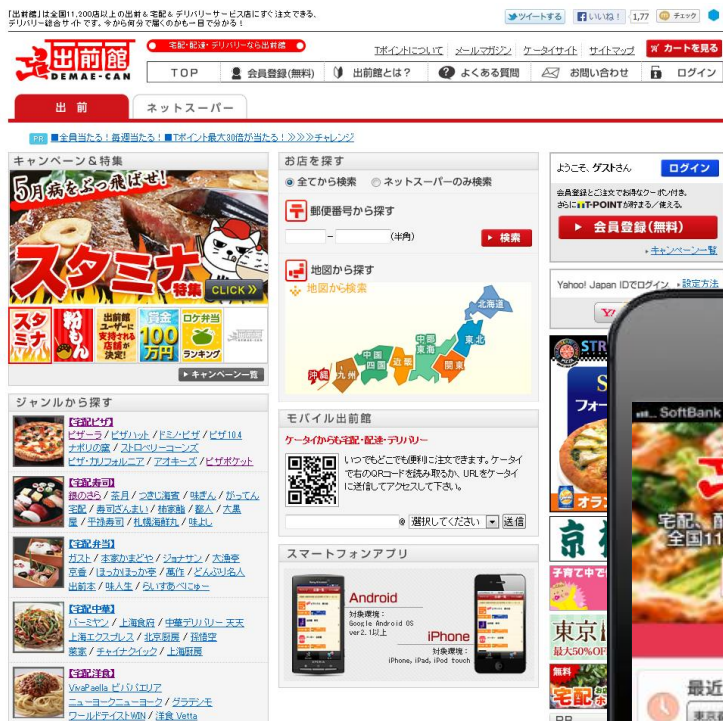 「出前館」は全国11,200店以上の出前＆宅配＆デリバリーサービス店にすぐ注文できる、
デリバリー総合サイトです。今から何分で届くのかも一目で分かる！
ツイートする
いいね！
1,77
チェック
出前館
DEMAE-CAN
宅配・配達・デリバリーなら出前館
Tポイントについて メールマガジン ケータイサイト サイトマップ
カートを見る
TOP 会員登録(無料) 出前館とは？ よくある質問 お問い合わせ ログイン
出前 ネットスーパー
PR ■全員当たる！毎週当たる！■Tポイント最大30倍が当たる！≫≫≫チャレンジ
キャンペーン＆特集
5月病をぶっ飛ばせ!
スタミナ
特集
CLICK
スタミナ
粉もん
出前館ユーザーに支持される店舗が決定!
賞金100万円
ロケ弁当ランキング
キャンペーン一覧
ジャンルから探す
【宅配ピザ】
ピザーラ / ピザハット / ドミノ・ピザ / ピザ10.4
ナポリの窯 / ストロベリーコーンズ
ピザ・カリフォルニア / アオキーズ / ピザポケット
【宅配寿司】
銀のさら / 茶月 / つきじ海賓 / 味ぎん / がってん
宅配 / 寿司ざんまい / 柿家鮨 / 都人 / 大黒
屋 / 平禄寿司 / 札幌海鮮丸 / 味よし
【宅配弁当】
ガスト / 本家かまどや / ジョナサン / 大漁亭
京香 / ほっかほっか亭 / 萬作 / どんぶり名人
出前本 / 味人生 / らいすあべにゅー
【宅配中華】
バーミヤン / 上海食府 / 中華デリバリー 天天
上海エクスプレス / 北京厨房 / 孫悟空
菜家 / チャイナクイック / 上海厨房
【宅配洋食】
VivaPaella ビバパエリア
ニューヨークニューヨーク / グラデシモ
ワールドテイストWIN / 洋食 Vetta
お店を探す
全てから検索 ネットスーパーのみ検索
郵便番号から探す
－ (半角) 検索
地図から探す
地図から検索
北海道
東北
中部
東海
関東
近畿
中国
四国
九州
沖縄
モバイル出前館
ケータイからも宅配・配達・デリバリー
いつでもどこでも便利に注文できます。ケータイ
で右のQRコードを読み取るか、URLをケータイ
に送信してアクセスして下さい。
@ 選択してください 送信
スマートフォンアプリ
Android
対象環境：
Google Android OS
ver2.1以上
iPhone
対象環境：
iPhone, iPad, iPod touch
ようこそ、ゲストさん ログイン
会員登録とご注文でお得なクーポン付き。
さらにT-POINTが貯まる／使える。
会員登録(無料)
キャンペーン一覧
Yahoo! Japan IDでログイン 設定方法
Y!
STR
フォー
オラ
京
子育て中で
東京
最大50%OFF
無料
宅配
PR
SoftBank
宅配、
全国11
最近
東京